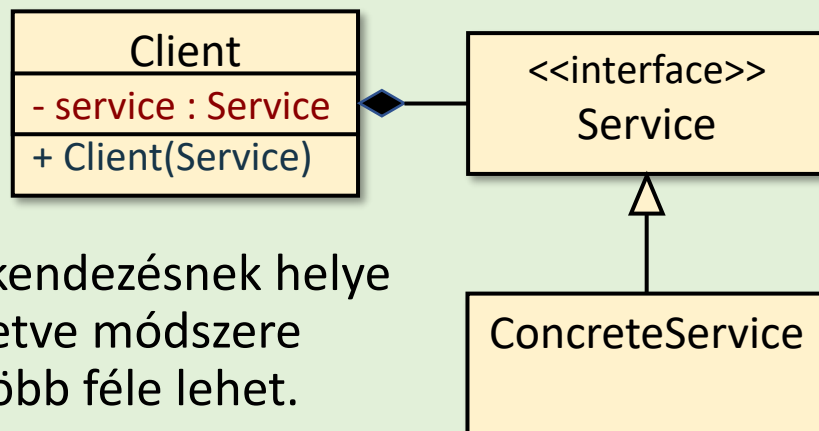 Client
- service : Service
+ Client(Service)
<<interface>>
Service
kendezésnek helye
etve módszere
öbb féle lehet.
ConcreteService